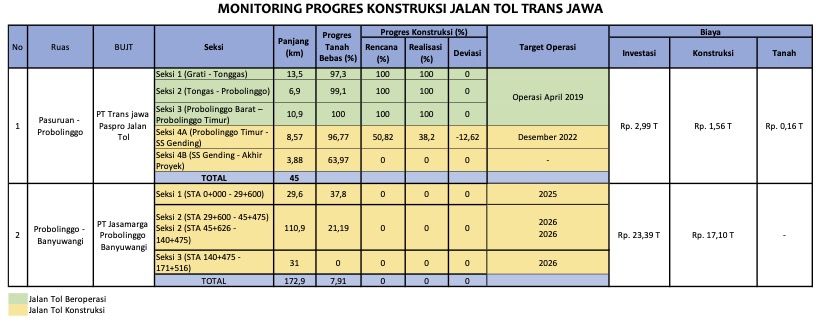 MONITORING PROGRES KONSTRUKSI JALAN TOL TRANS JAWA
No Ruas BUJT Seksi Panjang (km) Progres Tanah Bebas (%) Progres Konstruksi (%) Target Operasi Biaya
Rencana (%) Realisasi (%) Deviasi Investasi Konstruksi Tanah
1 Pasuruan - Probolinggo PT Trans jawa Paspro Jalan Tol
Seksi 1 (Grati - Tonggas) 13,5 97,3 100 100 0 Operasi April 2019 Rp. 2,99 T Rp. 1,56 T Rp. 0,16 T
Seksi 2 (Tongas - Probolinggo) 6,9 99,1 100 100 0
Seksi 3 (Probolinggo Barat – Probolinggo Timur) 10,9 100 100 100 0
Seksi 4A (Probolinggo Timur - SS Gending) 8,57 96,77 50,82 38,2 -12,62 Desember 2022
Seksi 4B (SS Gending - Akhir Proyek) 3,88 63,97 0 0 0 -
TOTAL 45
2 Probolinggo - Banyuwangi PT Jasamarga Probolinggo Banyuwangi
Seksi 1 (STA 0+000 - 29+600) 29,6 37,8 0 0 0 2025 Rp. 23,39 T Rp. 17,10 T -
Seksi 2 (STA 29+600 - 45+475) 110,9 21,19 0 0 0 2026
Seksi 2 (STA 45+626 - 140+475) 2026
Seksi 3 (STA 140+475 - 171+516) 31 0 0 0 0 2026
TOTAL 172,9 7,91 0 0 0
Jalan Tol Beroperasi
Jalan Tol Konstruksi